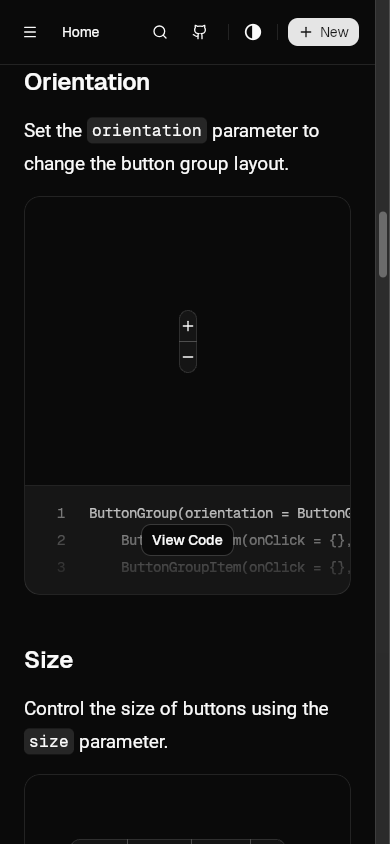 Home
New
Orientation
Set the orientation parameter to
change the button group layout.
1 ButtonGroup(orientation = ButtonG
2 But
View Code
m(onClick = {},
3 ButtonGroupItem(onClick = {},
Size
Control the size of buttons using the
size parameter.